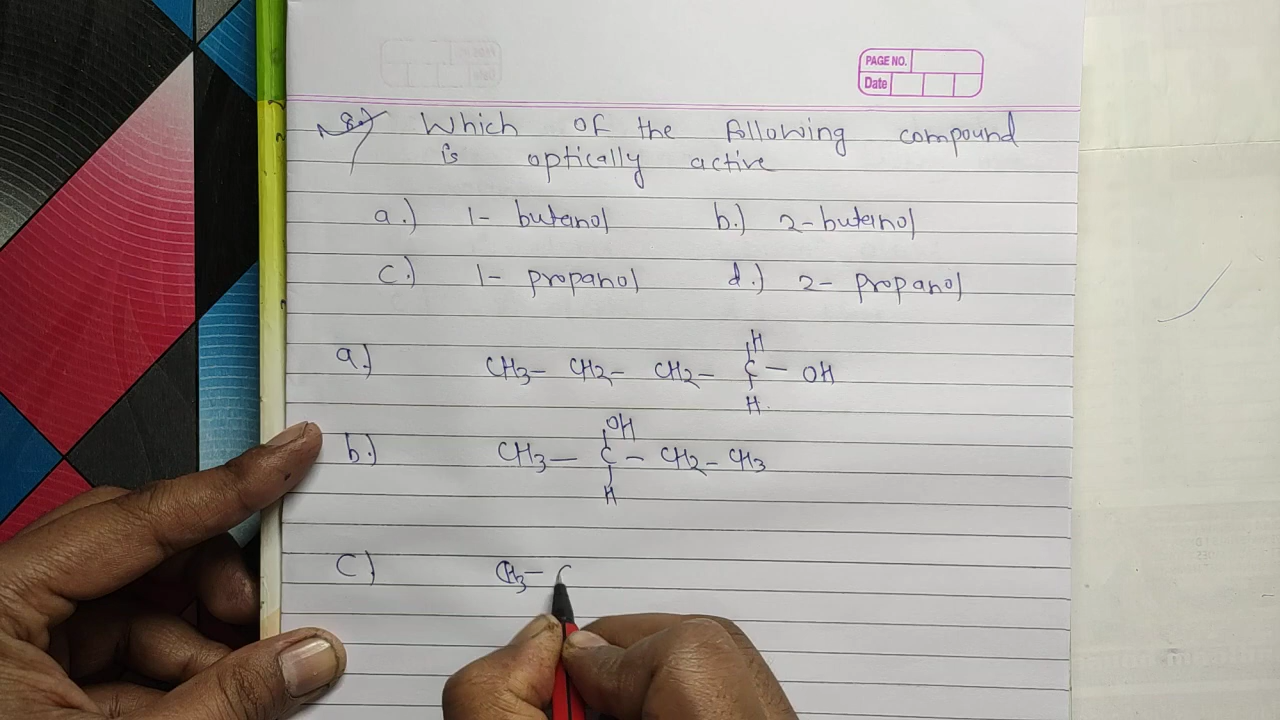 PAGE NO.
Date
8.) Which of the following compound
is optically active
a.) 1- butanol b.) 2-butanol
c.) 1- propanol d.) 2- propanol
H
a.) CH3- CH2- CH2- C - OH
H
OH
b.) CH3- C - CH2- CH3
H
C) CH3- C